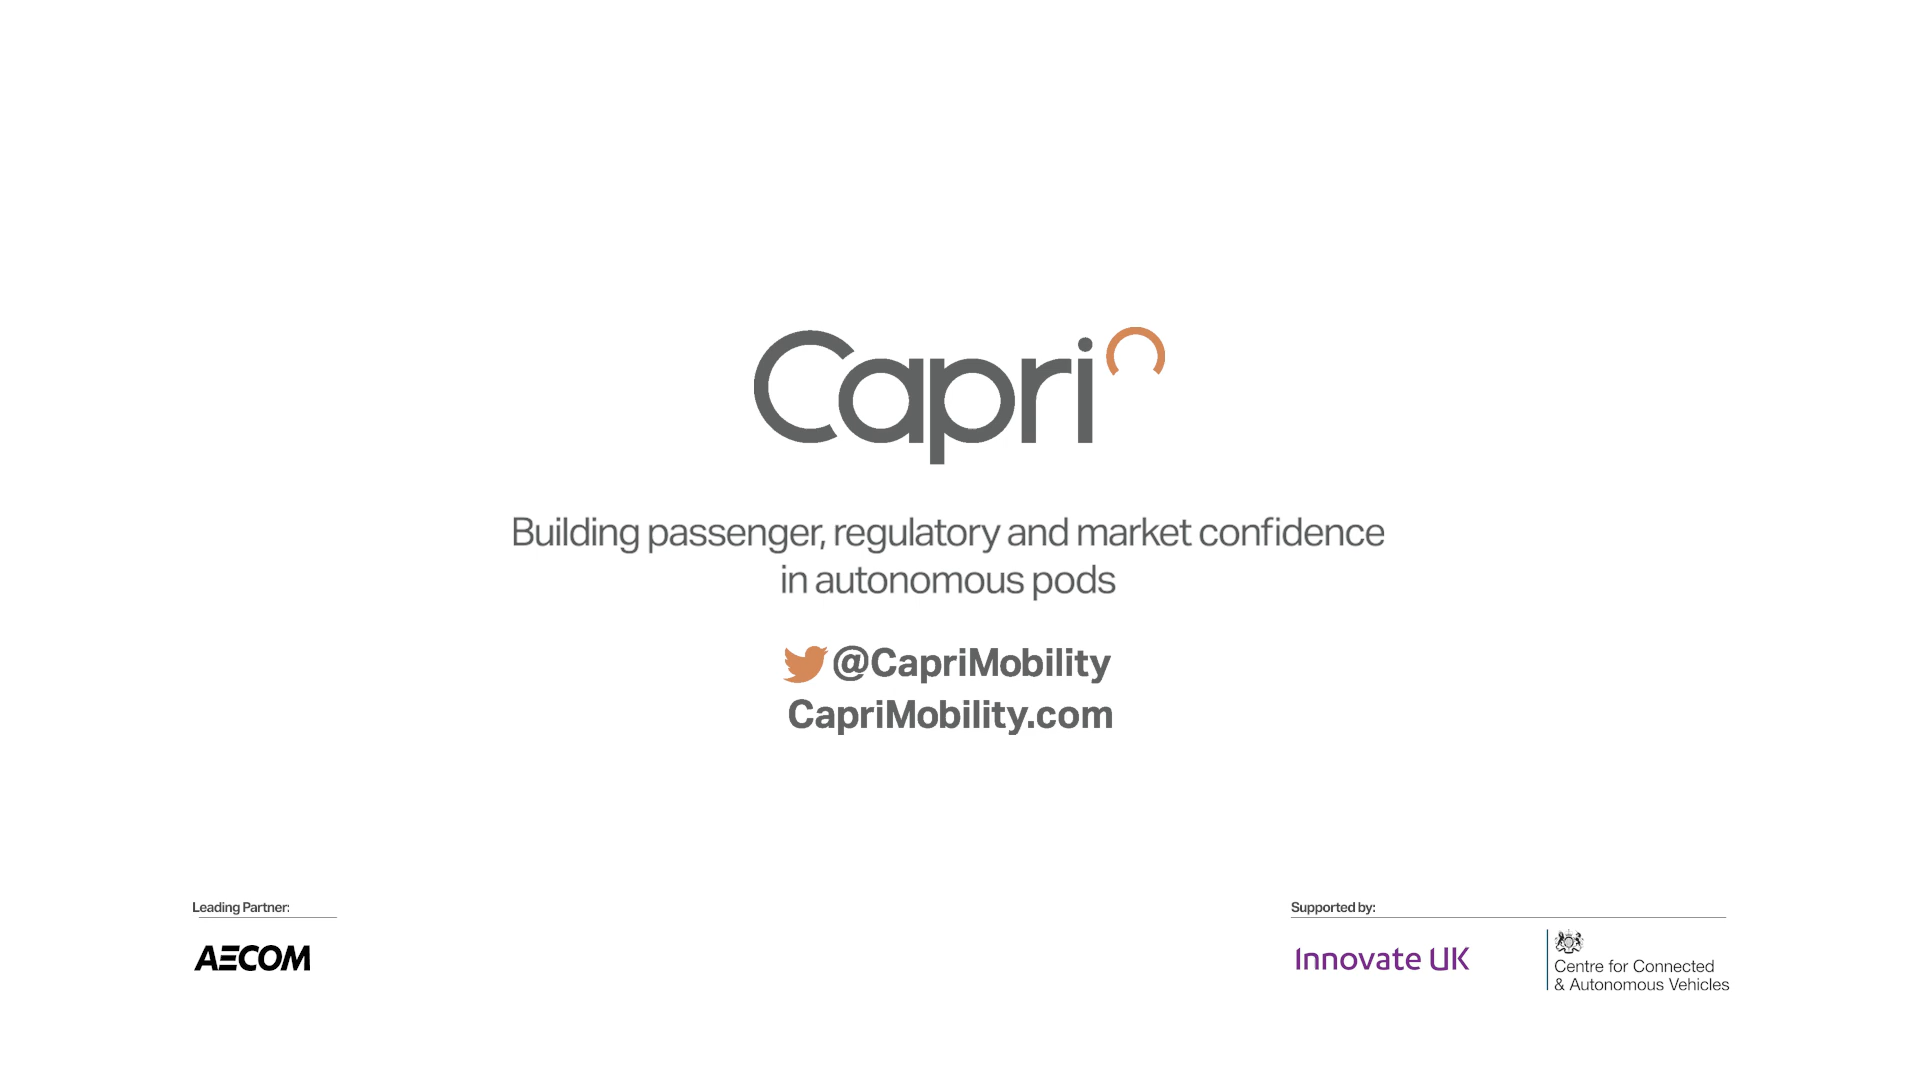 Capri
Building passenger, regulatory and market confidence
in autonomous pods
@CapriMobility
CapriMobility.com
Leading Partner:
AECOM
Supported by:
Innovate UK
Centre for Connected
& Autonomous Vehicles